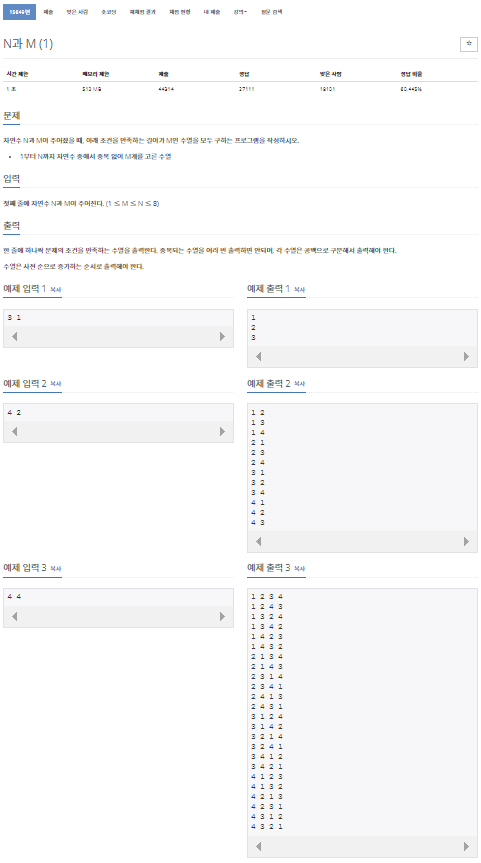 15649번 제출 맞은 사람 숏코딩 재채점 결과 채점 현황 내 제출 강의 질문 검색
N과 M (1)
시간 제한 메모리 제한 제출 정답 맞은 사람 정답 비율
1 초 512 MB
문제
자연수 N과 M이 주어졌을 때, 아래 조건을 만족하는 길이가 M인 수열을 모두 구하는 프로그램을 작성하시오.
1부터 N까지 자연수 중에서 중복 없이 M개를 고른 수열
입력
첫째 줄에 자연수 N과 M이 주어진다. (1 ≤ M ≤ N ≤ 8)
출력
한 줄에 하나씩 문제의 조건을 만족하는 수열을 출력한다. 중복되는 수열을 여러 번 출력하면 안되며, 각 수열은 공백으로 구분해서 출력해야 한다.
수열은 사전 순으로 증가하는 순서로 출력해야 한다.
예제 입력 1 복사
3 1
예제 출력 1 복사
1
2
3
예제 입력 2 복사
4 2
예제 출력 2 복사
1 2
1 3
1 4
2 1
2 3
2 4
3 1
3 2
3 4
4 1
4 2
4 3
예제 입력 3 복사
4 4
예제 출력 3 복사
1 2 3 4
1 2 4 3
1 3 2 4
1 3 4 2
1 4 2 3
1 4 3 2
2 1 3 4
2 1 4 3
2 3 1 4
2 3 4 1
2 4 1 3
2 4 3 1
3 1 2 4
3 1 4 2
3 2 1 4
3 2 4 1
3 4 1 2
3 4 2 1
4 1 2 3
4 1 3 2
4 2 1 3
4 2 3 1
4 3 1 2
4 3 2 1